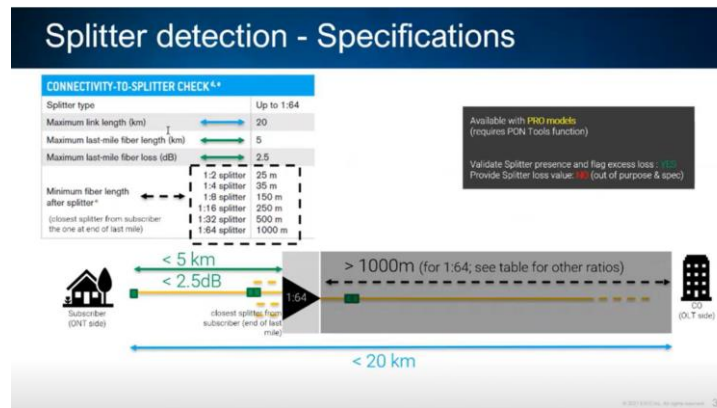 Splitter detection - Specifications
CONNECTIVITY-TO-SPLITTER CHECK
Splitter type Up to 1:64
Maximum link length (km) 20
Maximum last-mile fiber length (km) 5
Maximum last-mile fiber loss (dB) 2.5
Minimum fiber length
after splitter
(closest splitter from subscriber
the one at end of last mile)
1:2 splitter 25 m
1:4 splitter 35 m
1:8 splitter 150 m
1:16 splitter 250 m
1:32 splitter 500 m
1:64 splitter 1000 m
Available with PRO models
(requires PON Tools function)
Validate Splitter presence and flag excess loss : YES
Provide Splitter loss value: NO (out of purpose & spec)
< 5 km
< 2.5dB
> 1000m (for 1:64; see table for other ratios)
1:64
Subscriber
(ONT side)
closest splitter from
subscriber (end of last
mile)
CO
(OLT side)
< 20 km